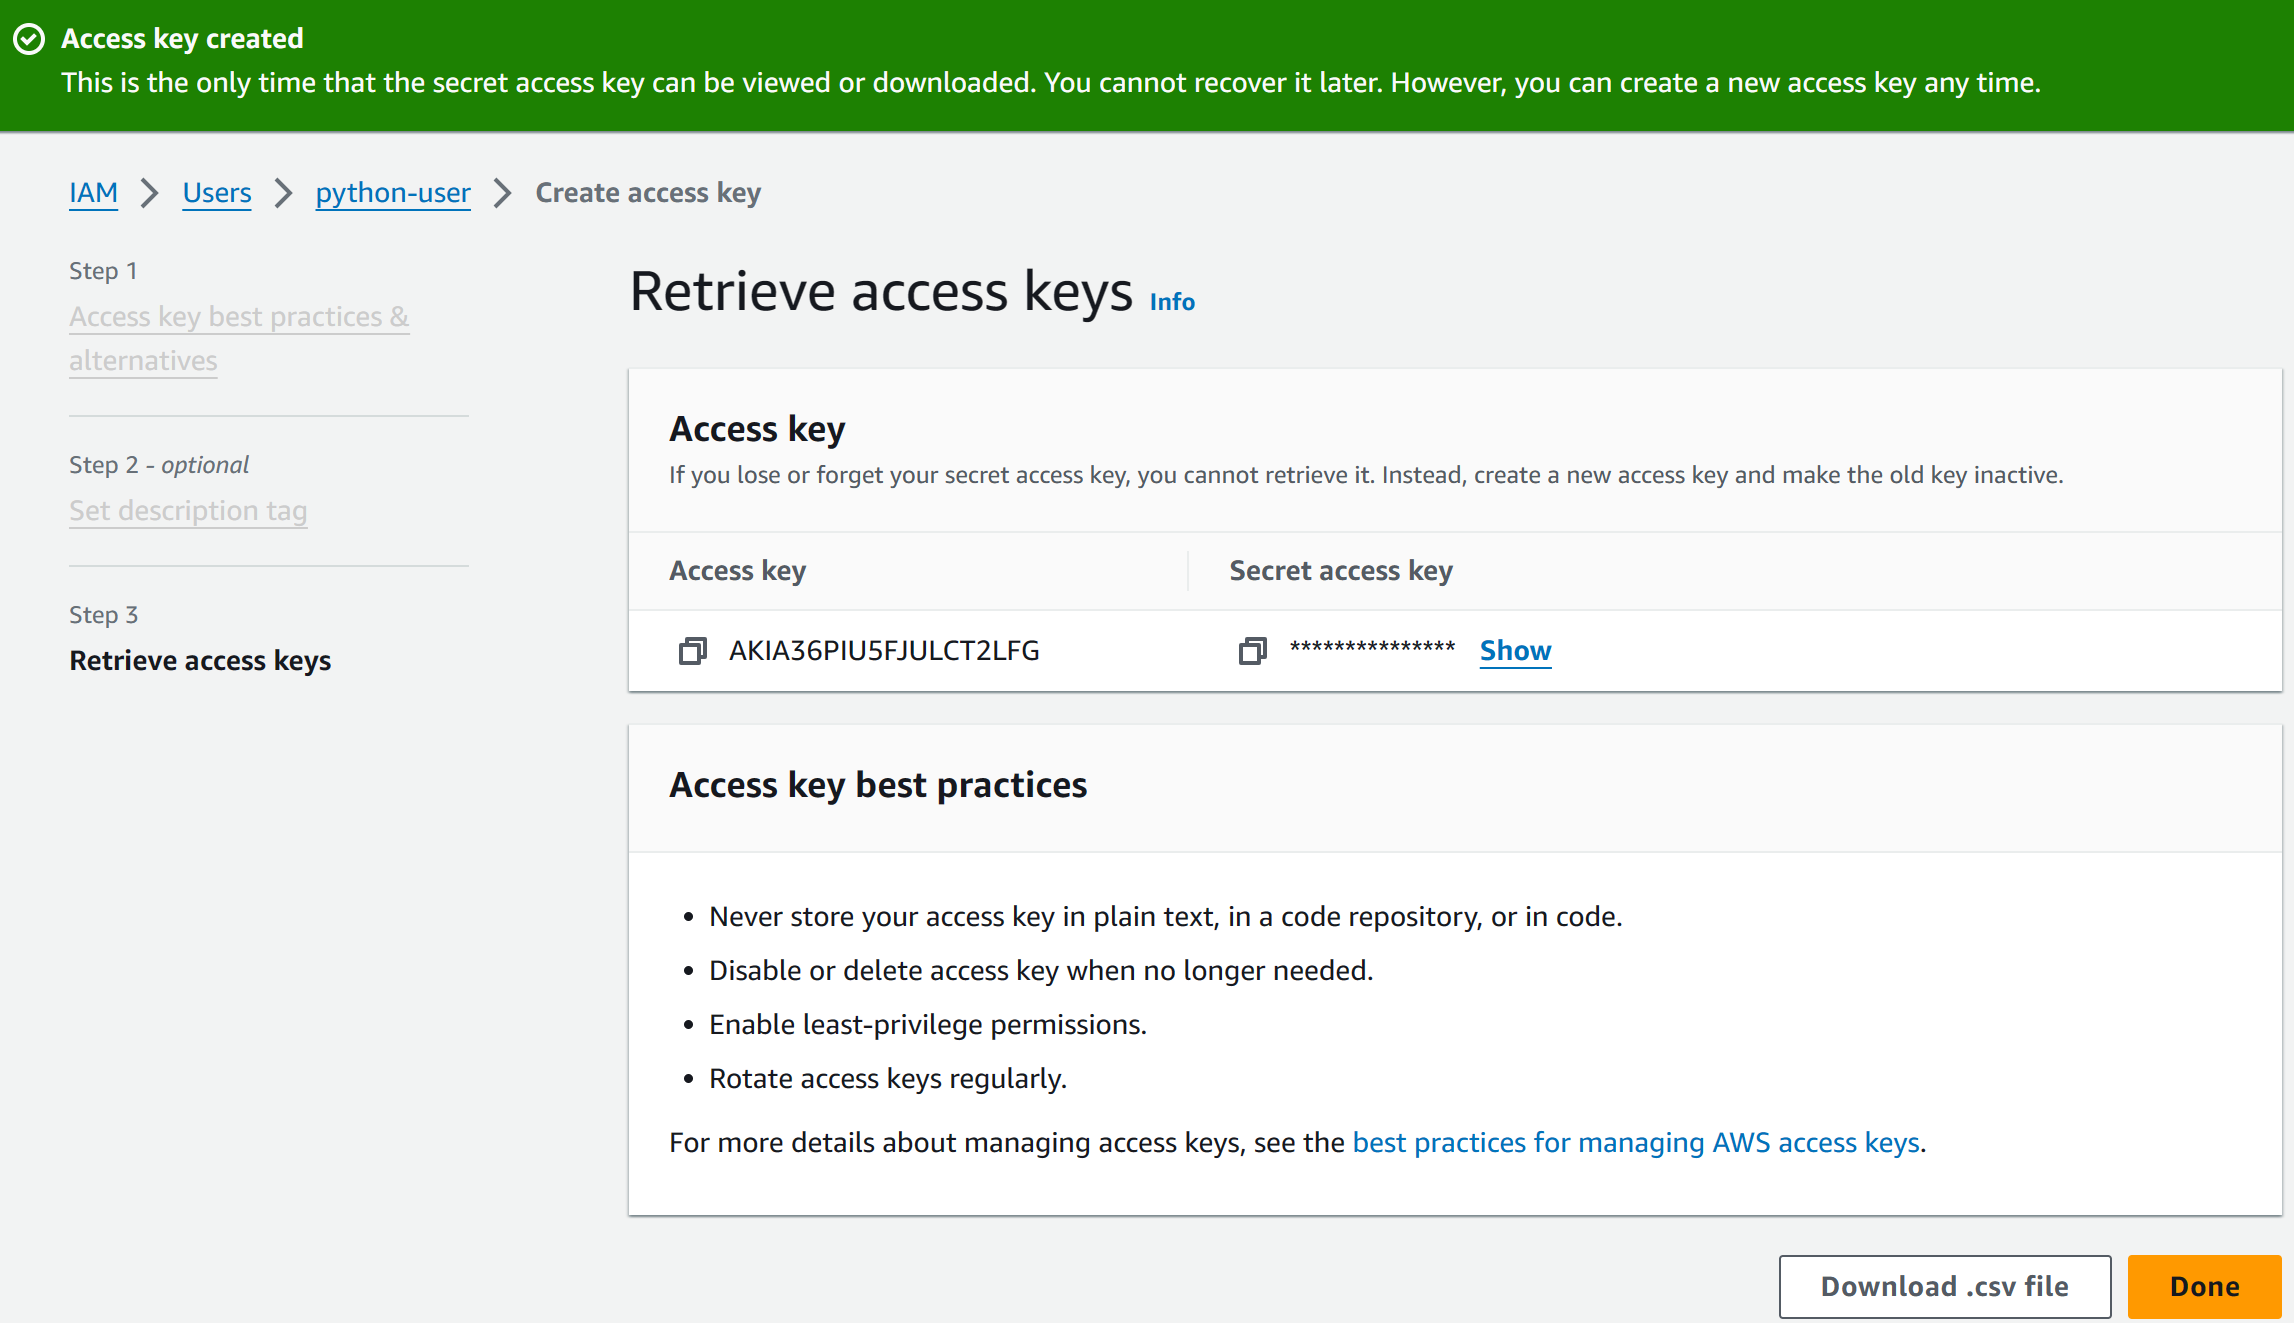 Access key created
This is the only time that the secret access key can be viewed or downloaded. You cannot recover it later. However, you can create a new access key any time.
IAM > Users > python-user > Create access key
Step 1
Access key best practices &
alternatives
Step 2 - optional
Set description tag
Step 3
Retrieve access keys
Retrieve access keys Info
Access key
If you lose or forget your secret access key, you cannot retrieve it. Instead, create a new access key and make the old key inactive.
Access key Secret access key
AKIA36PIU5FJULCT2LFG *************** Show
Access key best practices
• Never store your access key in plain text, in a code repository, or in code.
• Disable or delete access key when no longer needed.
• Enable least-privilege permissions.
• Rotate access keys regularly.
For more details about managing access keys, see the best practices for managing AWS access keys.
Download .csv file Done